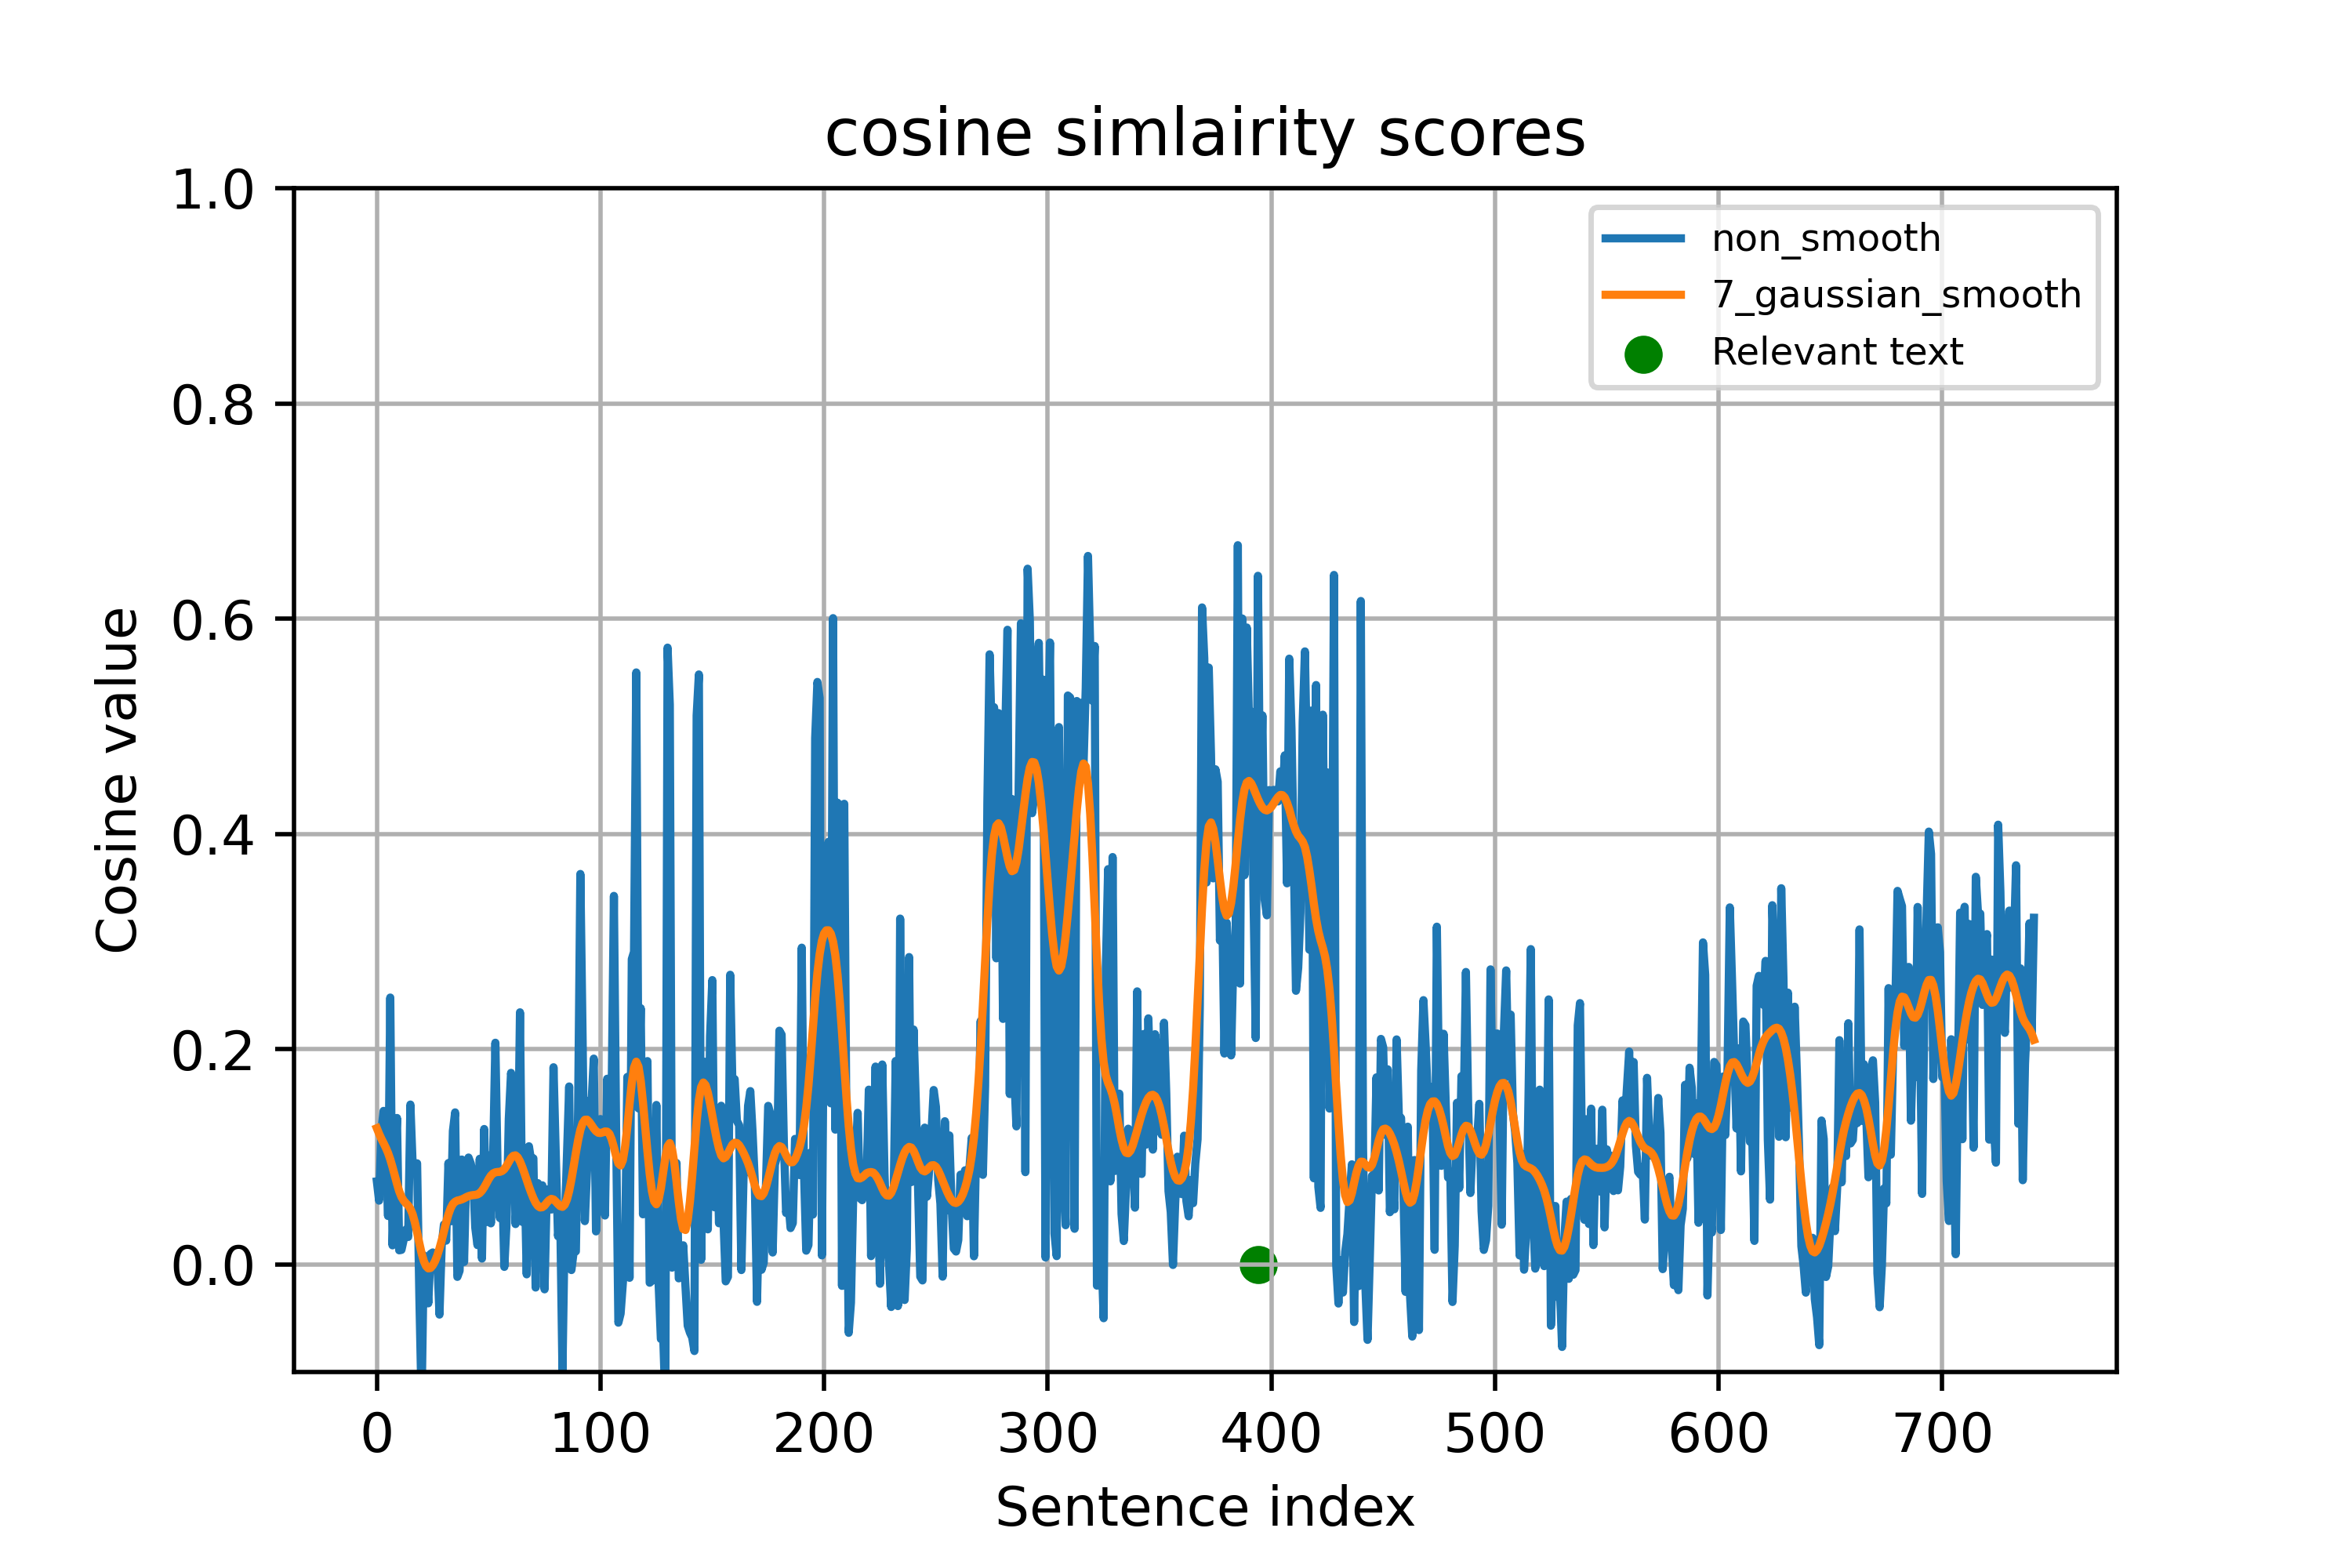 cosine simlairity scores
1.0
0.8
0.6
0.4
0.2
0.0
Cosine value
non_smooth
7_gaussian_smooth
Relevant text
0 100 200 300 400 500 600 700
Sentence index